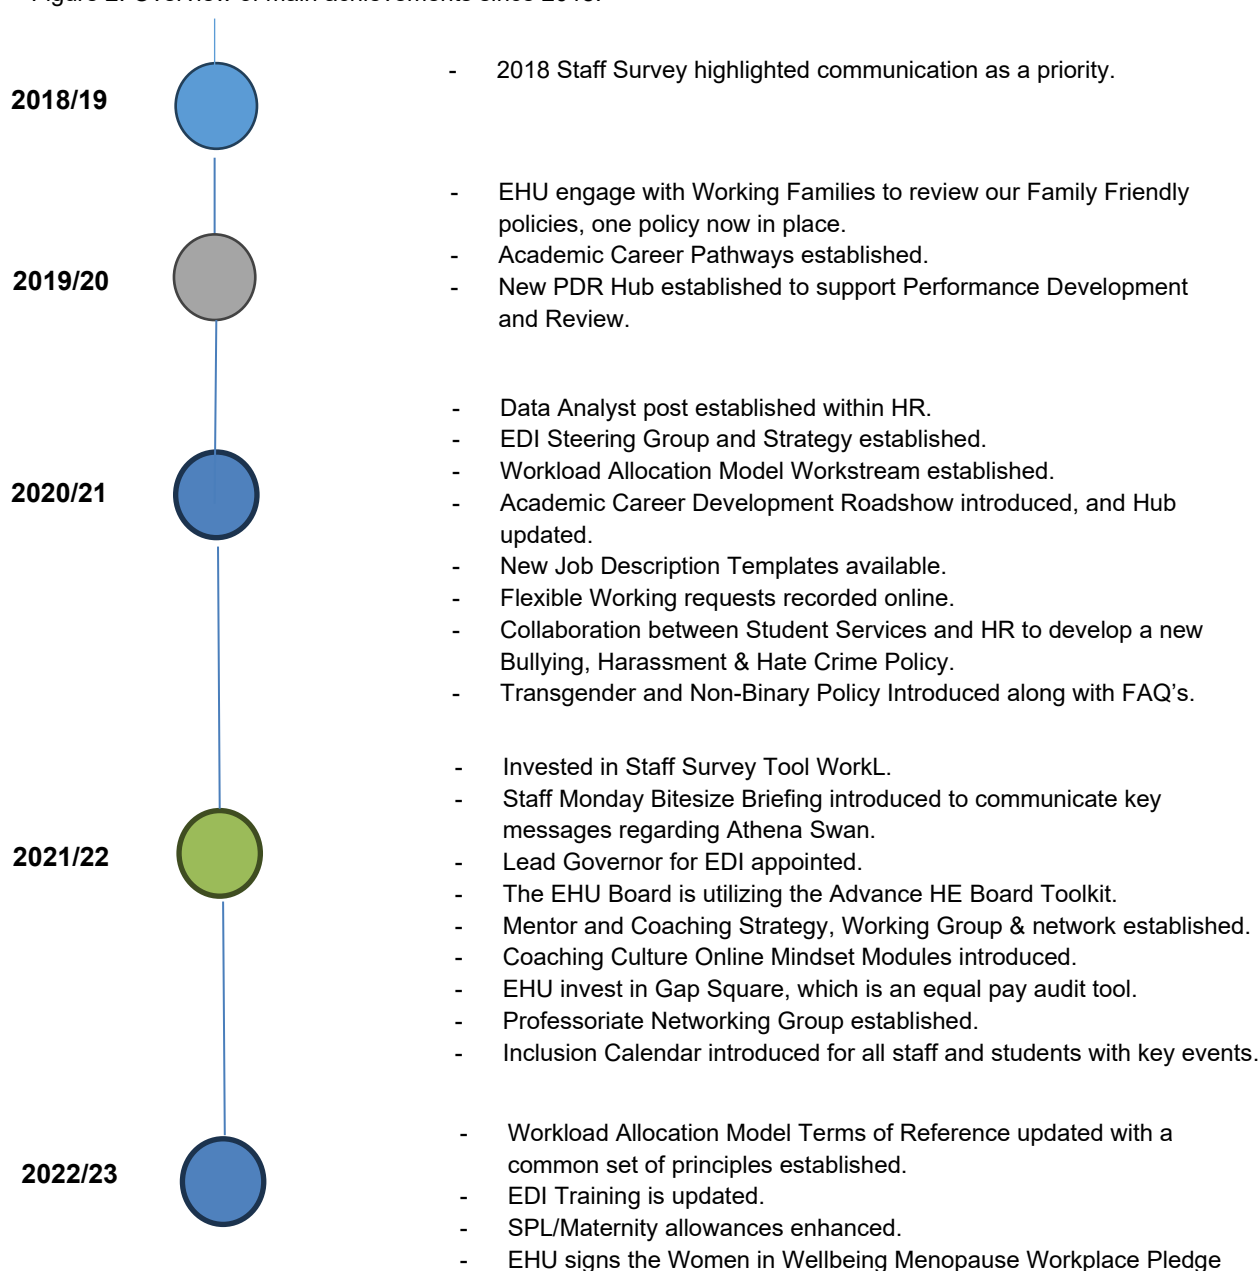 Figure 2: Overview of main achievements since 2018.
2018/19
- 2018 Staff Survey highlighted communication as a priority.
2019/20
- EHU engage with Working Families to review our Family Friendly
policies, one policy now in place.
- Academic Career Pathways established.
- New PDR Hub established to support Performance Development
and Review.
2020/21
- Data Analyst post established within HR.
- EDI Steering Group and Strategy established.
- Workload Allocation Model Workstream established.
- Academic Career Development Roadshow introduced, and Hub
updated.
- New Job Description Templates available.
- Flexible Working requests recorded online.
- Collaboration between Student Services and HR to develop a new
Bullying, Harassment & Hate Crime Policy.
- Transgender and Non-Binary Policy Introduced along with FAQ’s.
2021/22
- Invested in Staff Survey Tool WorkL.
- Staff Monday Bitesize Briefing introduced to communicate key
messages regarding Athena Swan.
- Lead Governor for EDI appointed.
- The EHU Board is utilizing the Advance HE Board Toolkit.
- Mentor and Coaching Strategy, Working Group & network established.
- Coaching Culture Online Mindset Modules introduced.
- EHU invest in Gap Square, which is an equal pay audit tool.
- Professoriate Networking Group established.
- Inclusion Calendar introduced for all staff and students with key events.
2022/23
- Workload Allocation Model Terms of Reference updated with a
common set of principles established.
- EDI Training is updated.
- SPL/Maternity allowances enhanced.
- EHU signs the Women in Wellbeing Menopause Workplace Pledge